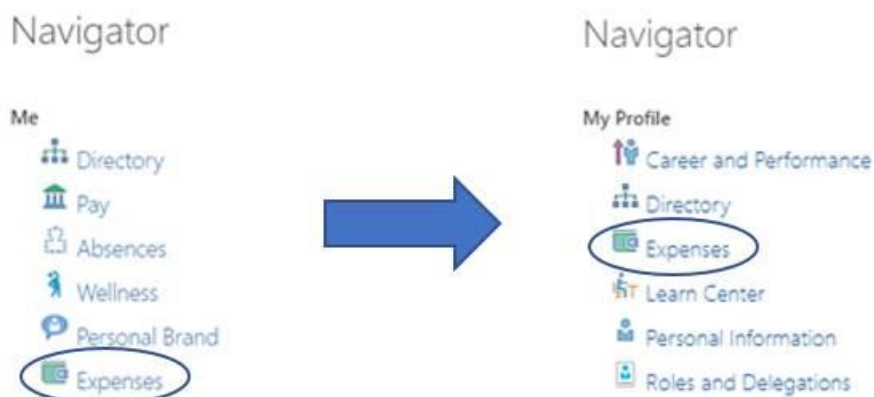 Navigator
Me
Directory
Pay
Absences
Wellness
Personal Brand
Expenses
Navigator
My Profile
Career and Performance
Directory
Expenses
Learn Center
Personal Information
Roles and Delegations